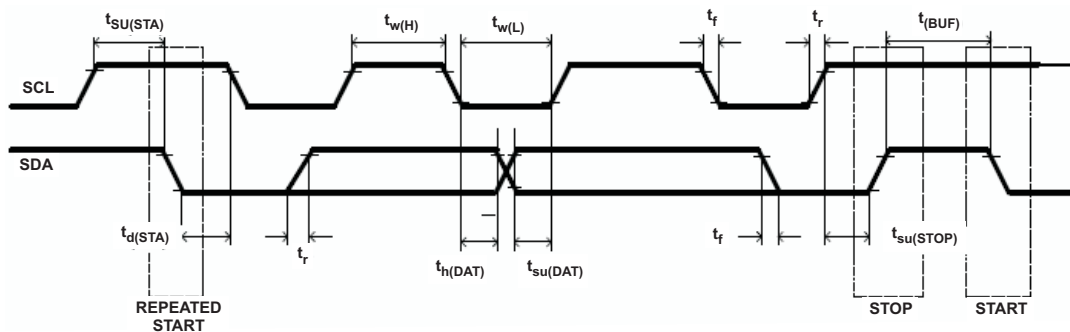 tSU(STA)
tw(H)
tw(L)
tf
tr
t(BUF)
SCL
SDA
td(STA)
tr
th(DAT)
tsu(DAT)
tf
tsu(STOP)
REPEATED
START
STOP
START